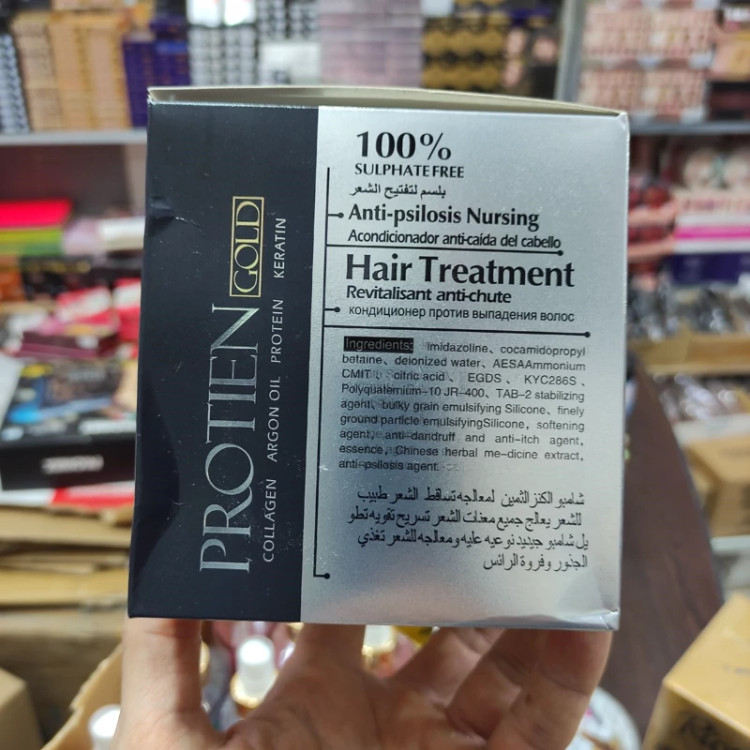 PROTIEN GOLD
COLLAGEN ARGON OIL PROTEIN KERATIN
100%
SULPHATE FREE
بلسم لتفتيح الشعر
Anti-psilosis Nursing
Acondicionador anti-caída del cabello
Hair Treatment
Revitalisant anti-chute
кондиционер против выпадения волос
Ingredients: Imidazoline、cocamidopropyl
betaine、deionized water、AESAAmmonium
CMIT、citric acid、 EGDS 、 KYC286S 、
Polyquaternium-10 JR-400、TAB-2 stabilizing
agent、bulky grain emulsifying Silicone、finely
ground particle emulsifyingSilicone、softening
agent、anti-dandruff and anti-itch agent、
essence、Chinese herbal me-dicine extract、
anti-psilosis agent.
شامبو الكنز الثمين لمعالجه تساقط الشعر طبيب
للشعر يعالج جميع معنات الشعر تسريح تقويه تطو
يل شامبو جيديد نوعيه عليه ومعالجه للشعر تغذي
الجذور وفروة الرائس